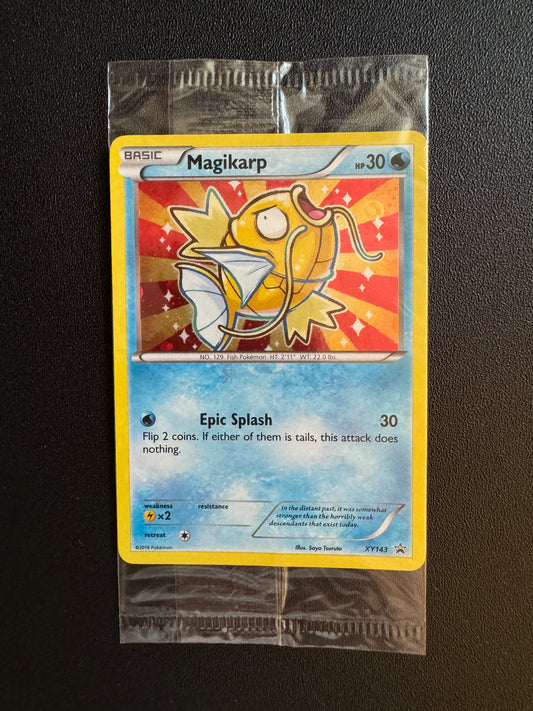 BASIC Magikarp HP 30
NO. 129 Fish Pokémon HT: 2'11" WT: 22.0 lbs.
Epic Splash 30
Flip 2 coins. If either of them is tails, this attack does
nothing.
weakness resistance
×2
retreat
In the distant past, it was somewhat
stronger than the horribly weak
descendants that exist today.
©2016 Pokémon Illus. Saya Tsuruta XY143